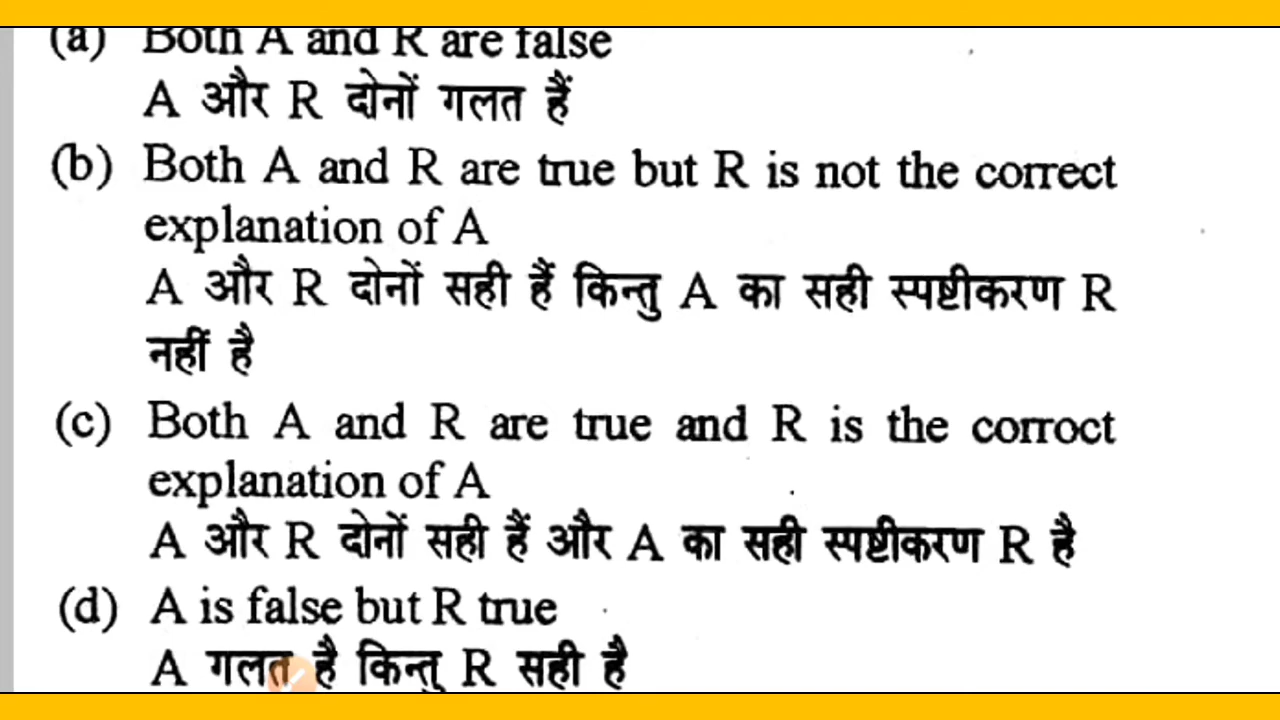 (a) Both A and R are false
A और R दोनों गलत हैं
(b) Both A and R are true but R is not the correct
explanation of A
A और R दोनों सही हैं किन्तु A का सही स्पष्टीकरण R
नहीं है
(c) Both A and R are true and R is the corroct
explanation of A
A और R दोनों सही हैं और A का सही स्पष्टीकरण R है
(d) A is false but R true
A गलत है किन्तु R सही है